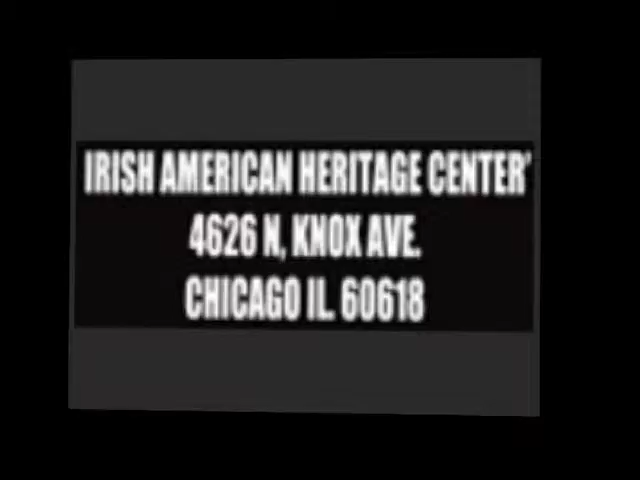 IRISH AMERICAN HERITAGE CENTER'
4626 N, KNOX AVE.
CHICAGO IL. 60618